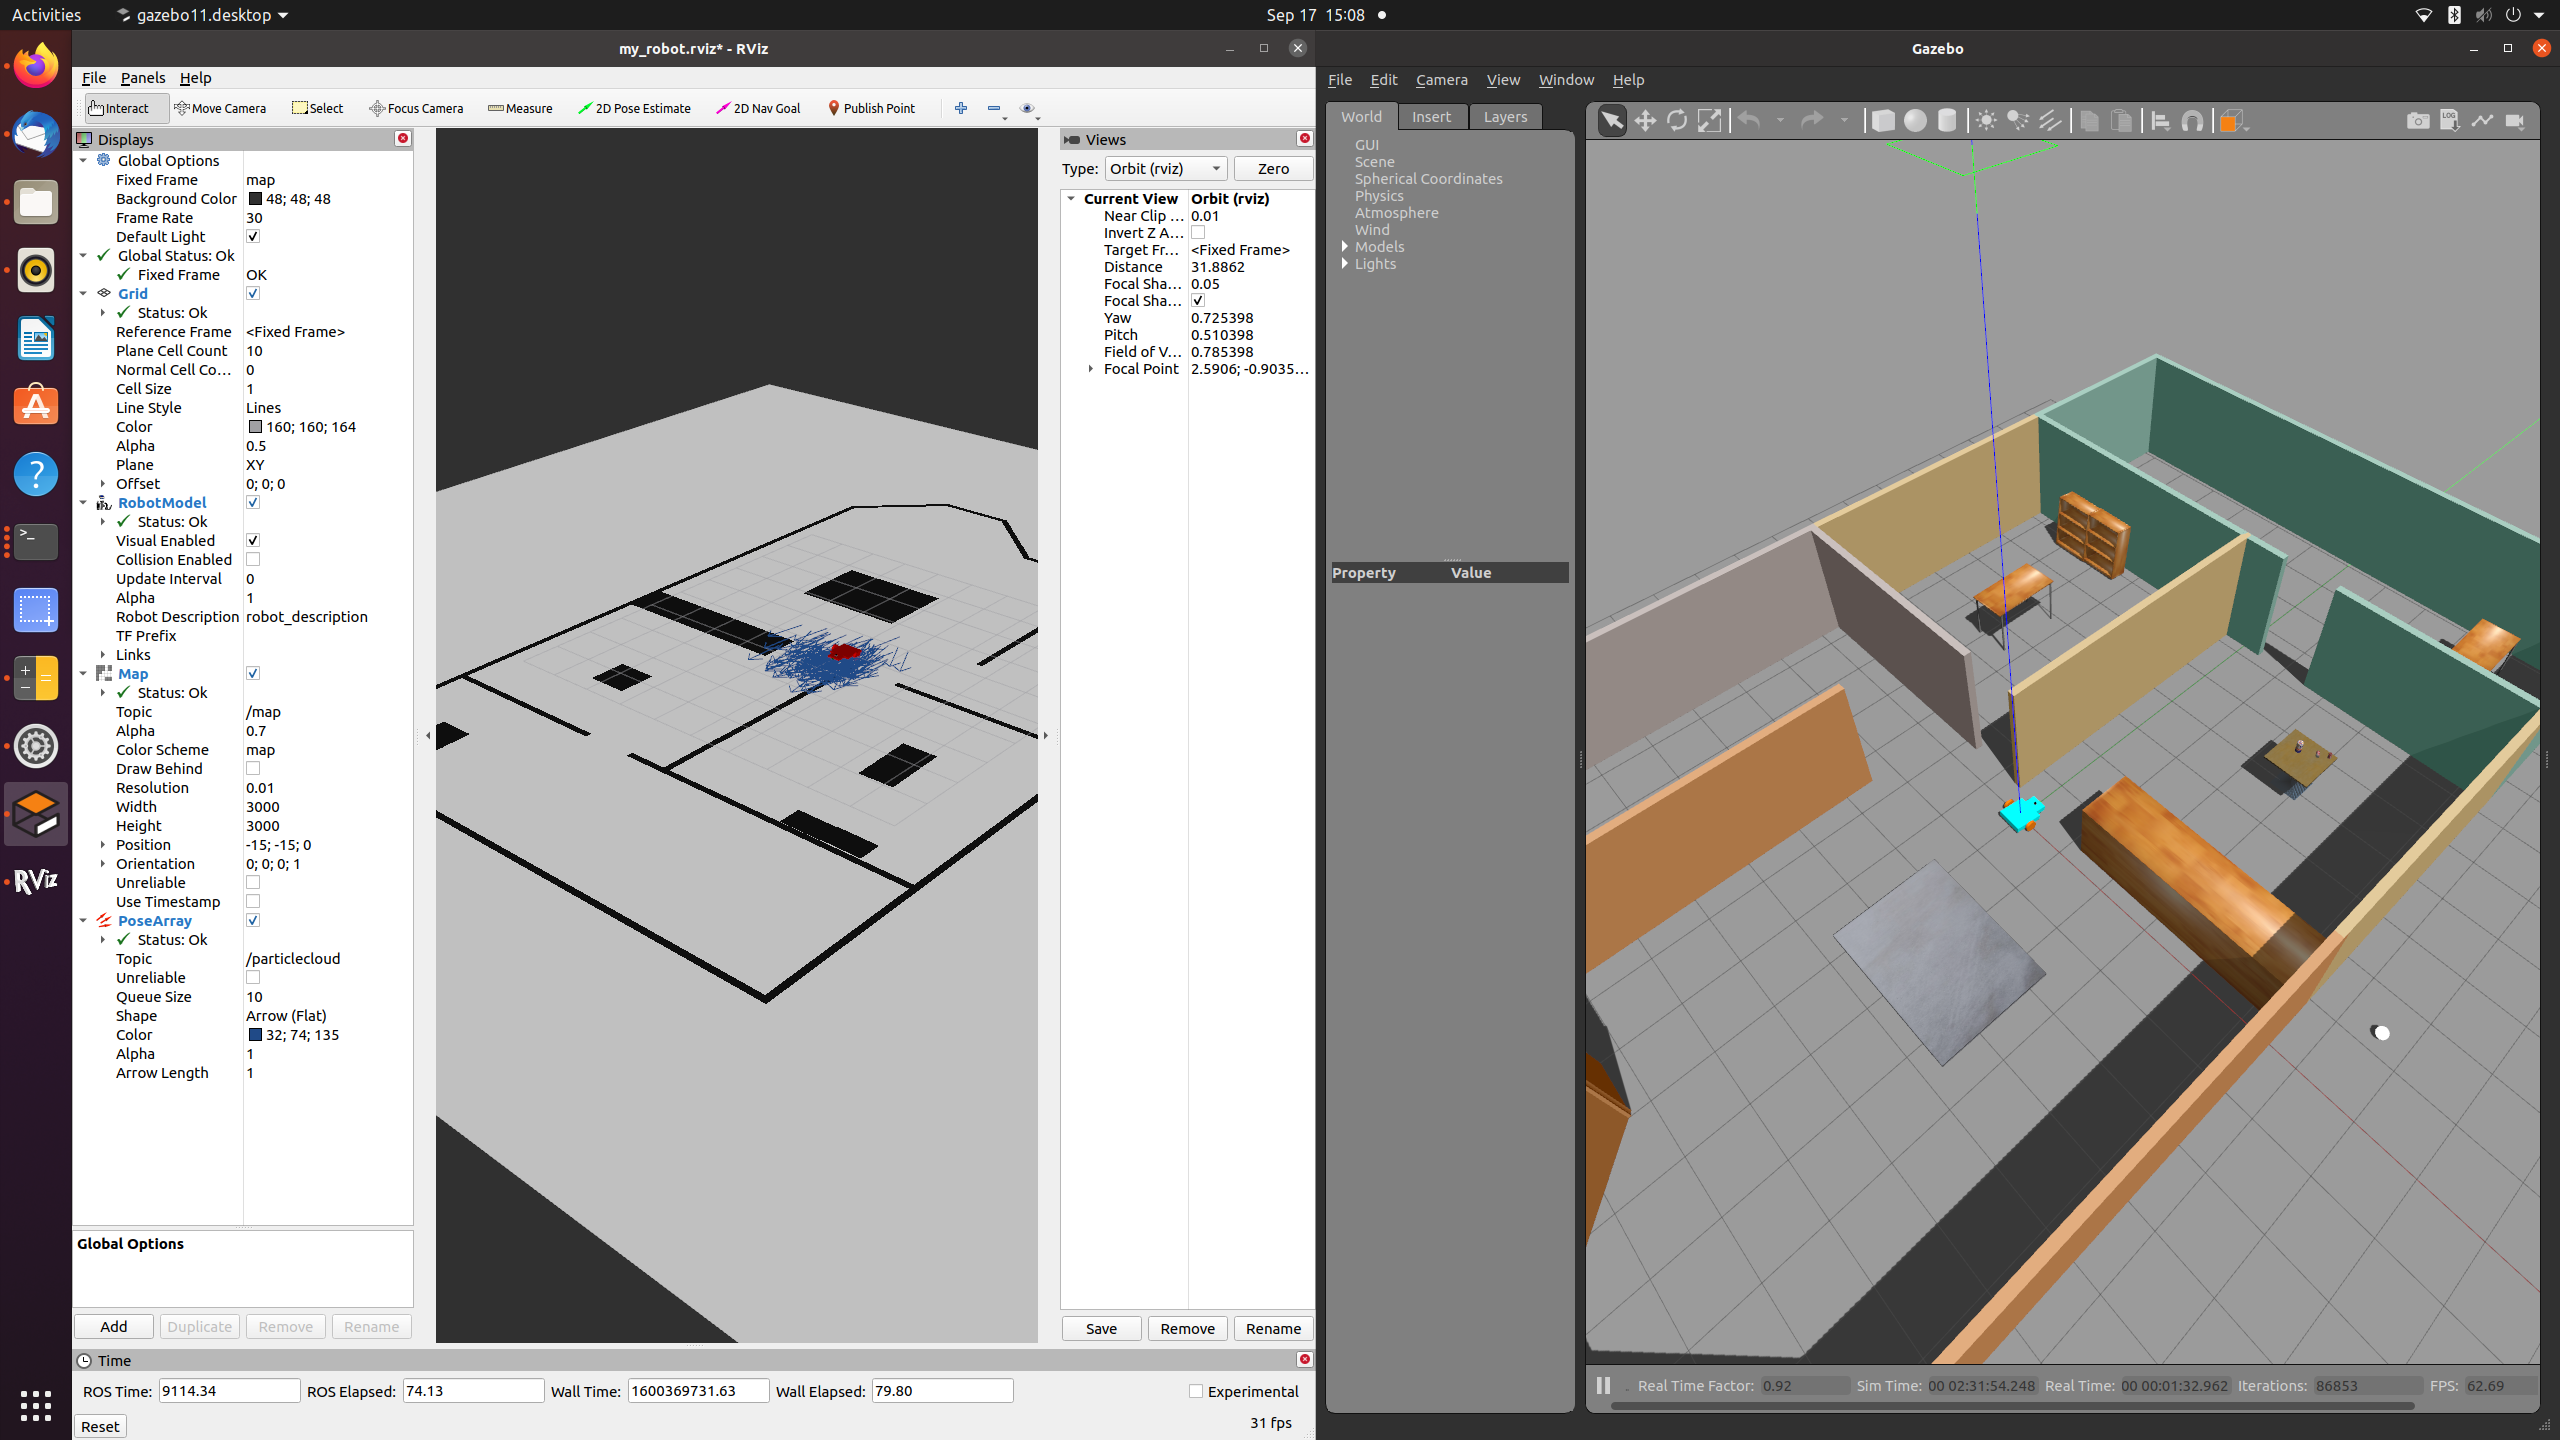 Activities
gazebo11.desktop
Sep 17 15:08
my_robot.rviz* - RViz
File Panels Help
Interact Move Camera Select Focus Camera Measure 2D Pose Estimate 2D Nav Goal Publish Point
Displays
Global Options
Fixed Frame map
Background Color 48; 48; 48
Frame Rate 30
Default Light
Global Status: Ok
Fixed Frame OK
Grid
Status: Ok
Reference Frame <Fixed Frame>
Plane Cell Count 10
Normal Cell Co... 0
Cell Size 1
Line Style Lines
Color 160; 160; 164
Alpha 0.5
Plane XY
Offset 0; 0; 0
RobotModel
Status: Ok
Visual Enabled
Collision Enabled
Update Interval 0
Alpha 1
Robot Description robot_description
TF Prefix
Links
Map
Status: Ok
Topic /map
Alpha 0.7
Color Scheme map
Draw Behind
Resolution 0.01
Width 3000
Height 3000
Position -15; -15; 0
Orientation 0; 0; 0; 1
Unreliable
Use Timestamp
PoseArray
Status: Ok
Topic /particlecloud
Unreliable
Queue Size 10
Shape Arrow (Flat)
Color 32; 74; 135
Alpha 1
Arrow Length 1
RViz
Global Options
Add Duplicate Remove Rename
Views
Type: Orbit (rviz) Zero
Current View Orbit (rviz)
Near Clip ... 0.01
Invert Z A...
Target Fr... <Fixed Frame>
Distance 31.8862
Focal Sha... 0.05
Focal Sha...
Yaw 0.725398
Pitch 0.510398
Field of V... 0.785398
Focal Point 2.5906; -0.9035...
Save Remove Rename
Time
ROS Time: 9114.34 ROS Elapsed: 74.13 Wall Time: 1600369731.63 Wall Elapsed: 79.80 Experimental
Reset 31 fps
Gazebo
File Edit Camera View Window Help
World Insert Layers
LOG
GUI
Scene
Spherical Coordinates
Physics
Atmosphere
Wind
Models
Lights
Property Value
Real Time Factor: 0.92 Sim Time: 00 02:31:54.248 Real Time: 00 00:01:32.962 Iterations: 86853 FPS: 62.69